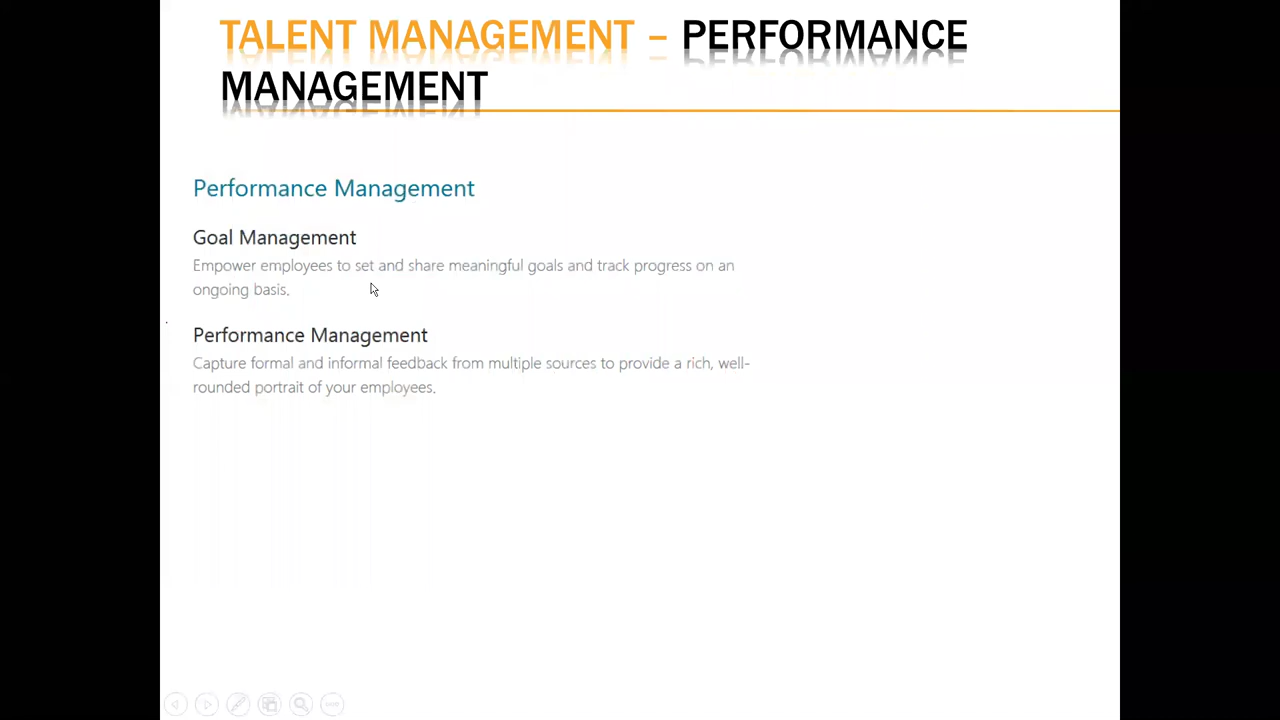 TALENT MANAGEMENT – PERFORMANCE
MANAGEMENT
Performance Management
Goal Management
Empower employees to set and share meaningful goals and track progress on an
ongoing basis.
Performance Management
Capture formal and informal feedback from multiple sources to provide a rich, well-
rounded portrait of your employees.